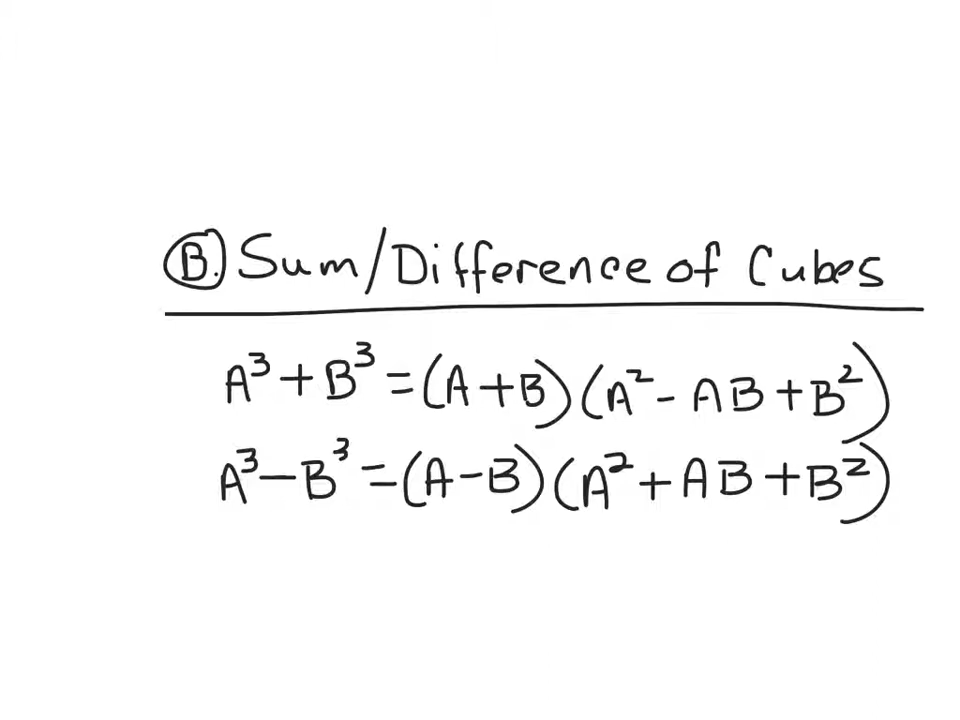 B. Sum/Difference of Cubes
A³+B³=(A+B)(A²-AB+B²)
A³-B³=(A-B)(A²+AB+B²)